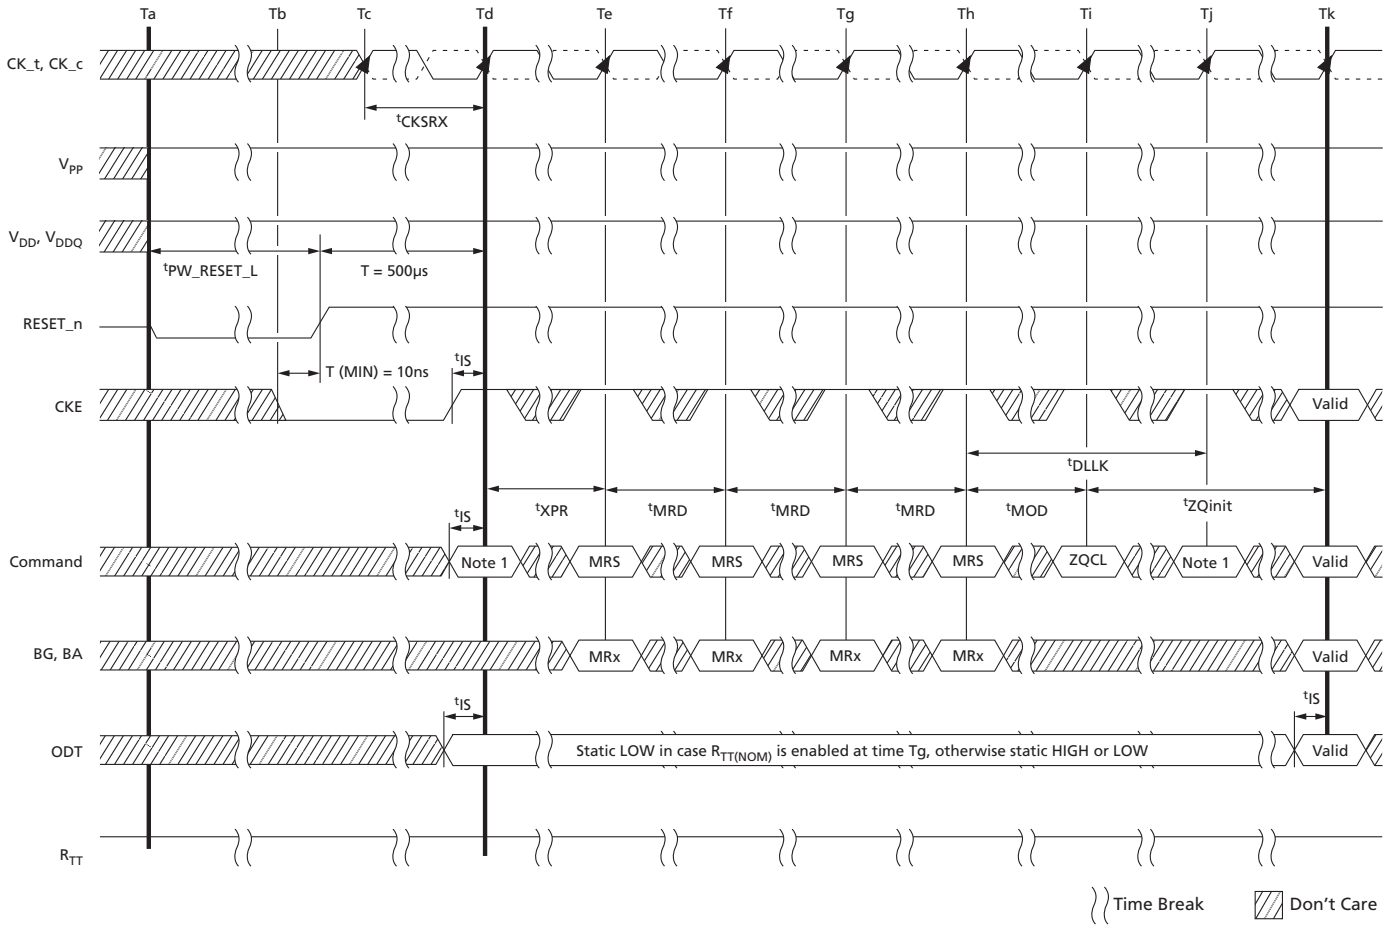 Ta Tb Tc Td Te Tf Tg Th Ti Tj Tk
CK_t, CK_c
tCKSRX
VPP
VDD, VDDQ
tPW_RESET_L T = 500µs
RESET_n
T (MIN) = 10ns tIS
CKE Valid
tDLLK
tXPR tMRD tMRD tMRD tMOD tZQinit
tIS
Command Note 1 MRS MRS MRS MRS ZQCL Note 1 Valid
BG, BA MRx MRx MRx MRx Valid
tIS tIS
ODT Static LOW in case RTT(NOM) is enabled at time Tg, otherwise static HIGH or LOW Valid
RTT
Time Break Don't Care